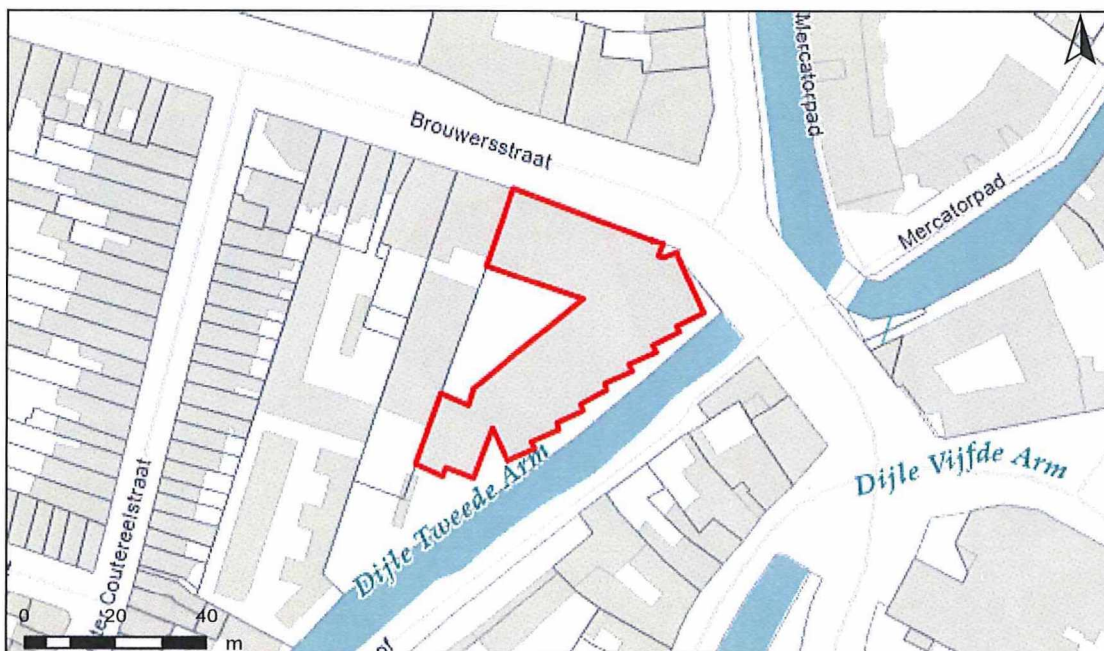 Mercatorpad
Brouwersstraat
Mercatorpad
Dijle Vijfde Arm
Dijle Tweede Arm
Coutereelstraat
0 20 40
m